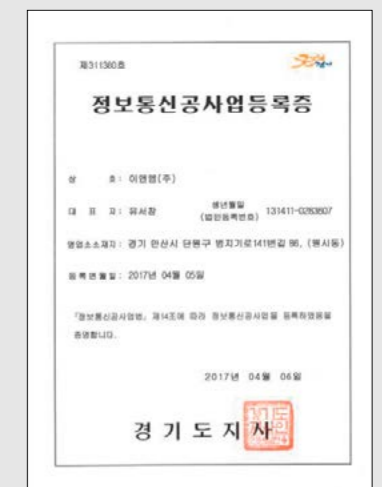 제311380호
정보통신공사업등록증
상 호: 이엠엠(주)
대 표 자: 유서창 생년월일 (법인등록번호) 131411-0283607
영업소소재지: 경기 안산시 단원구 범지기로141번길 86, (원시동)
등록연월일: 2017년 04월 05일
「정보통신공사업법」 제14조에 따라 정보통신공사업을 등록하였음을
증명합니다.
2017년 04월 06일
경 기 도 지 사